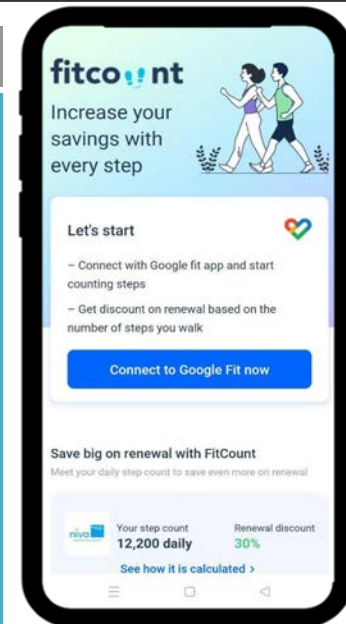 fitcount
Increase your
savings with
every step
Let's start
– Connect with Google fit app and start
counting steps
– Get discount on renewal based on the
number of steps you walk
Connect to Google Fit now
Save big on renewal with FitCount
Meet your daily step count to save even more on renewal
niva
Your step count
12,200 daily
Renewal discount
30%
See how it is calculated >